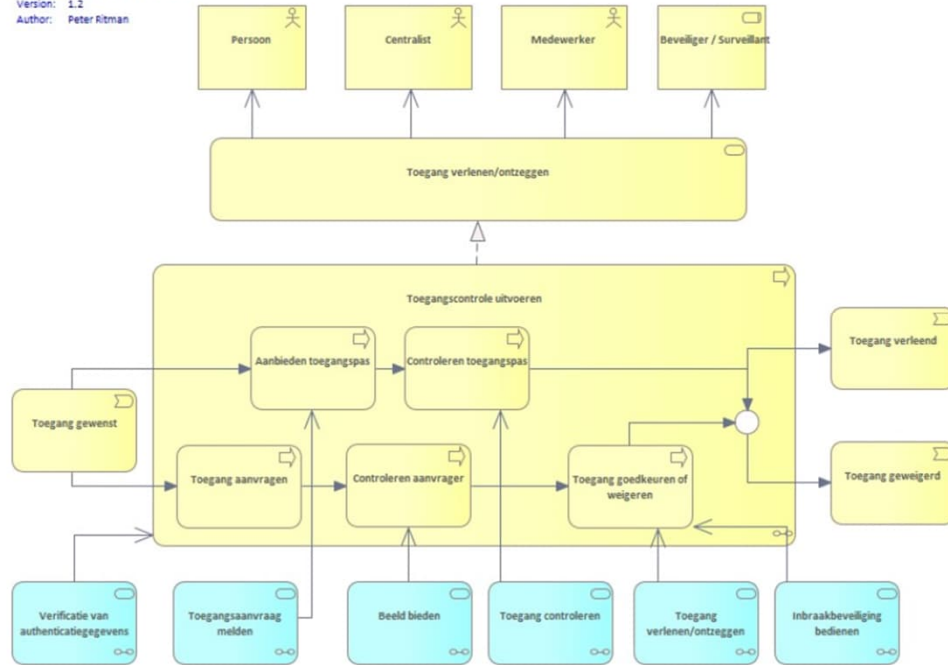 Version: 1.2
Author: Peter Ritman
Persoon
Centralist
Medewerker
Beveiliger / Surveillant
Toegang verlenen/ontzeggen
Toegangscontrole uitvoeren
Aanbieden toegangspas
Controleren toegangspas
Toegang verleend
Toegang gewenst
Toegang aanvragen
Controleren aanvrager
Toegang goedkeuren of
weigeren
Toegang geweigerd
Verificatie van
authenticatiegegevens
Toegangsaanvraag
melden
Beeld bieden
Toegang controleren
Toegang
verlenen/ontzeggen
Inbraakbeveiliging
bedienen